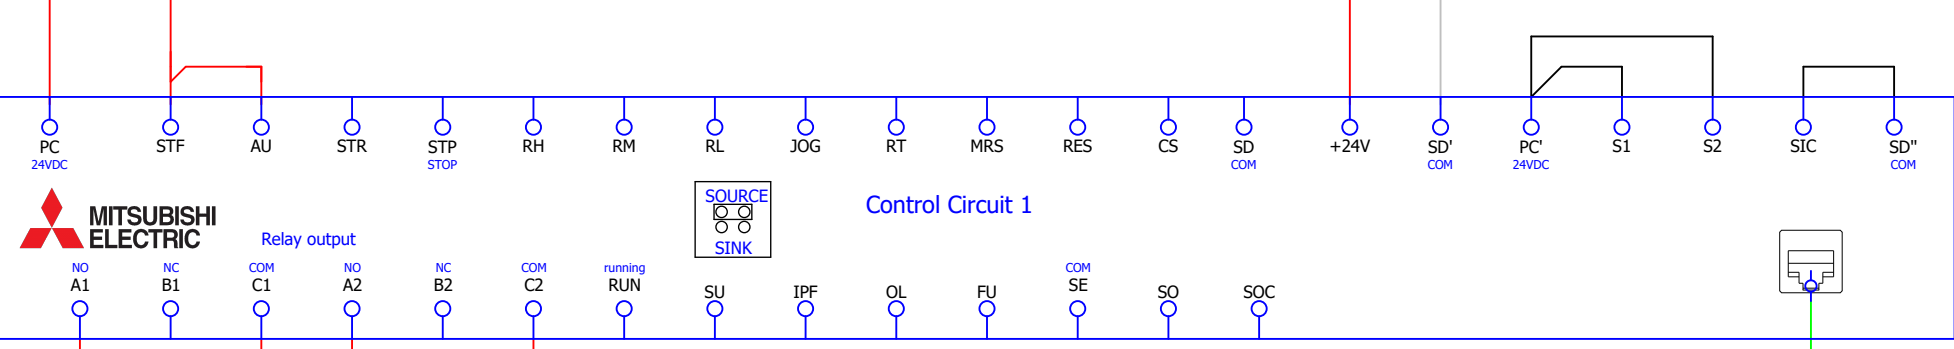 PC STF AU STR STP RH RM RL JOG RT MRS RES CS SD +24V SD' PC' S1 S2 SIC SD"
24VDC STOP COM COM 24VDC COM
SOURCE
SINK
Control Circuit 1
MITSUBISHI
ELECTRIC
Relay output
NO NC COM NO NC COM running COM
A1 B1 C1 A2 B2 C2 RUN SU IPF OL FU SE SO SOC